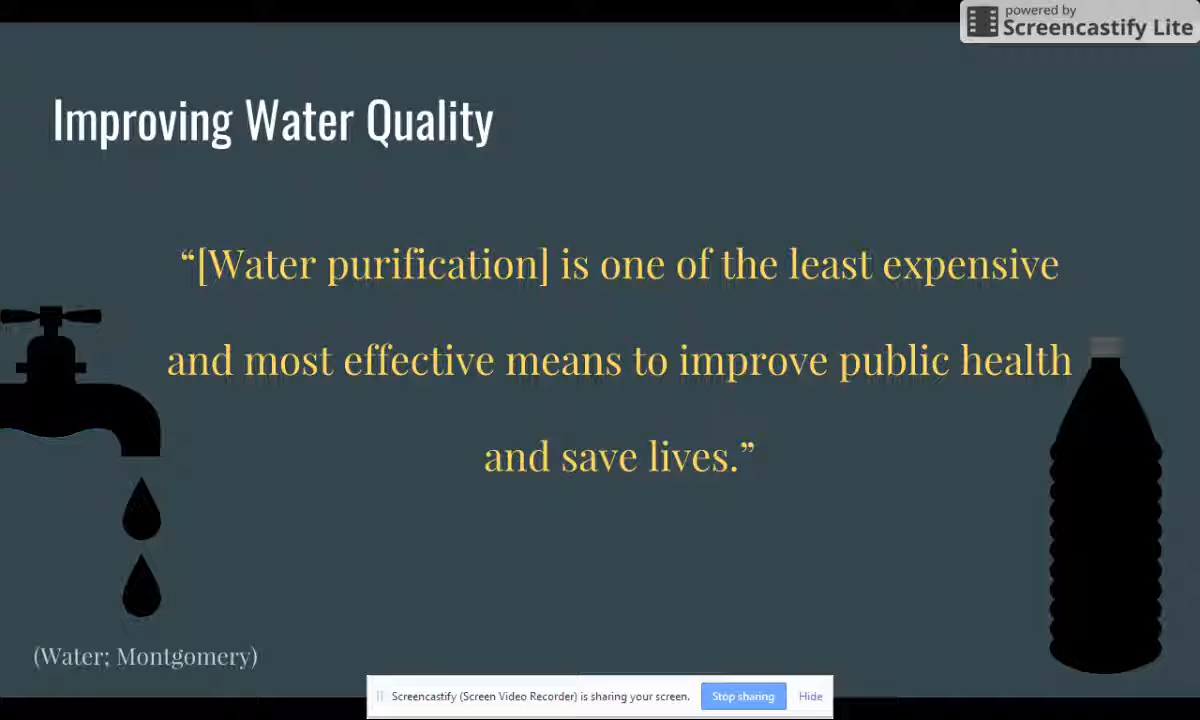 powered by
Screencastify Lite
Improving Water Quality
“[Water purification] is one of the least expensive
and most effective means to improve public health
and save lives.”
(Water; Montgomery)
Screencastify (Screen Video Recorder) is sharing your screen. Stop sharing Hide